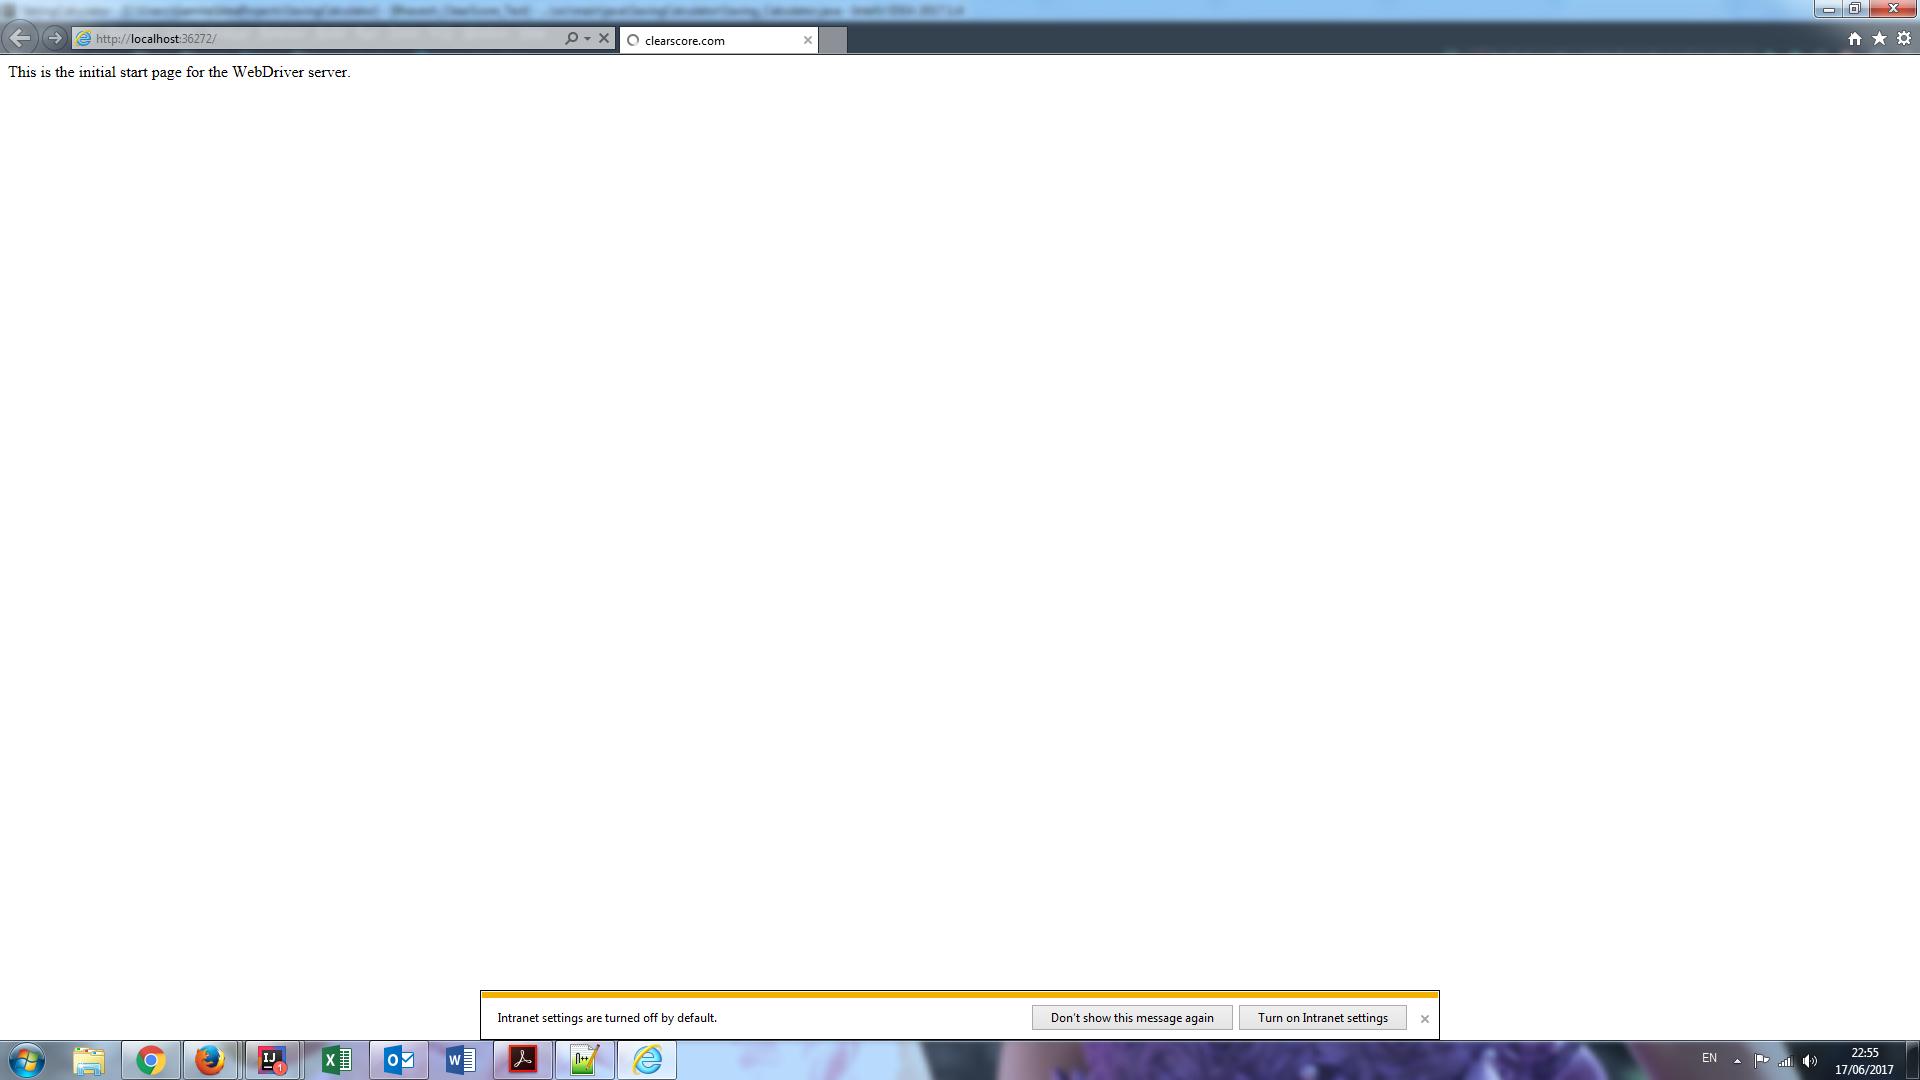 http://localhost:36272/
clearscore.com
This is the initial start page for the WebDriver server.
Intranet settings are turned off by default.
Don't show this message again
Turn on Intranet settings
EN
22:55
17/06/2017